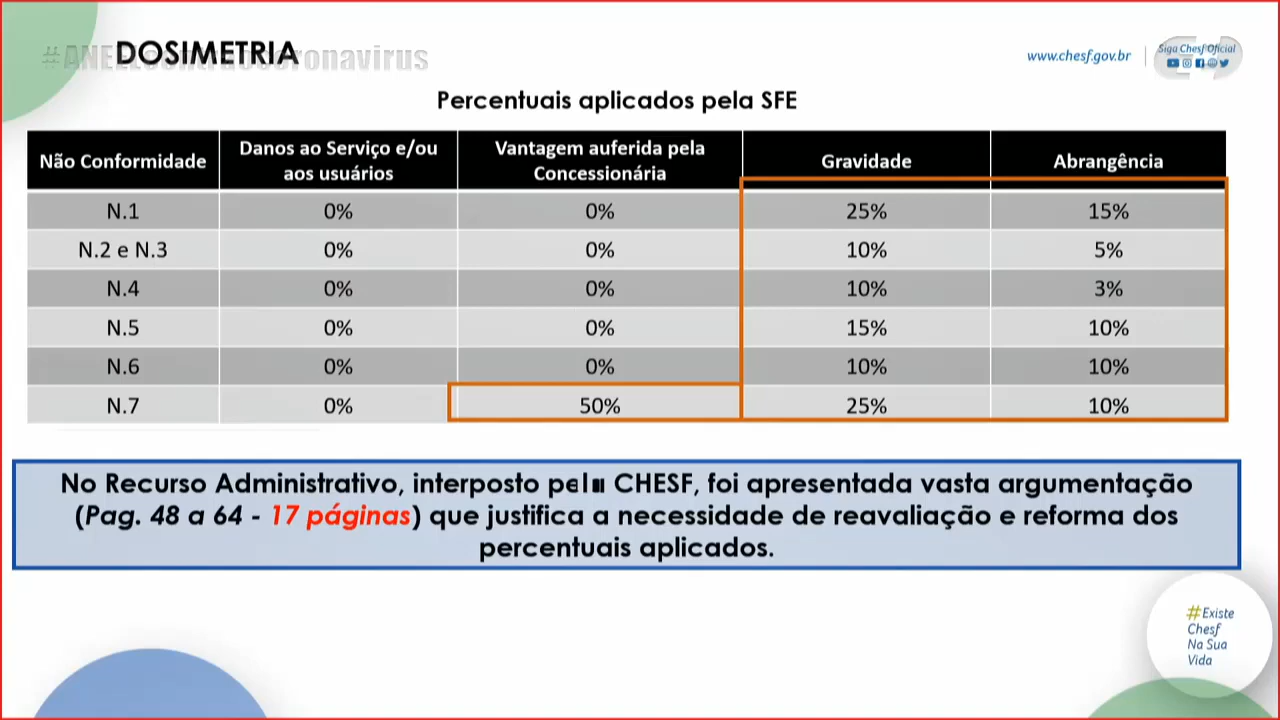 #ANEELcontraocoronavirus
DOSIMETRIA
www.chesf.gov.br
Siga Chesf Oficial
Percentuais aplicados pela SFE
Não Conformidade
Danos ao Serviço e/ou
aos usuários
Vantagem auferida pela
Concessionária
Gravidade
Abrangência
N.1 0% 0% 25% 15%
N.2 e N.3 0% 0% 10% 5%
N.4 0% 0% 10% 3%
N.5 0% 0% 15% 10%
N.6 0% 0% 10% 10%
N.7 0% 50% 25% 10%
No Recurso Administrativo, interposto pela CHESF, foi apresentada vasta argumentação
(Pag. 48 a 64 - 17 páginas) que justifica a necessidade de reavaliação e reforma dos
percentuais aplicados.
#Existe
Chesf
Na Sua
Vida